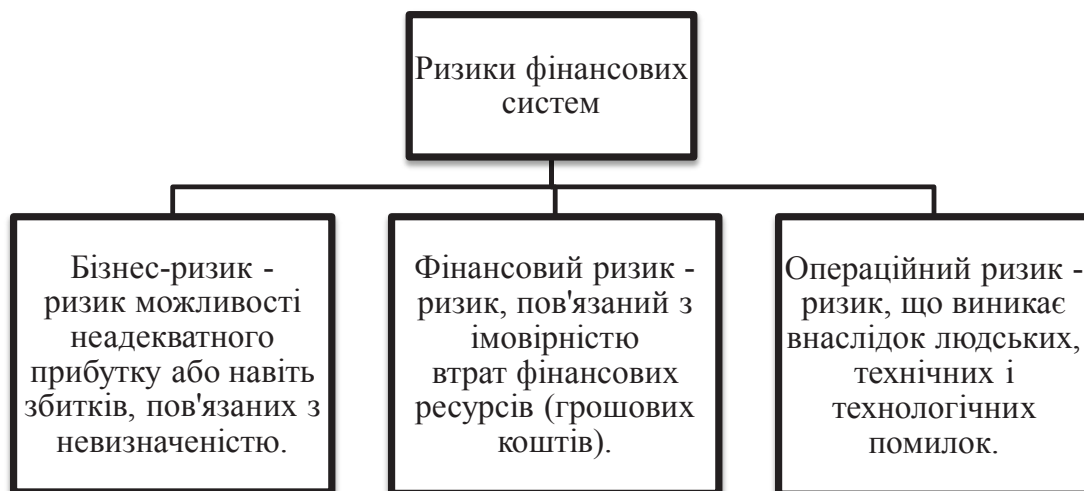 Ризики фінансових
систем
Бізнес-ризик -
ризик можливості
неадекватного
прибутку або навіть
збитків, пов'язаних з
невизначеністю.
Фінансовий ризик -
ризик, пов'язаний з
імовірністю
втрат фінансових
ресурсів (грошових
коштів).
Операційний ризик -
ризик, що виникає
внаслідок людських,
технічних і
технологічних
помилок.